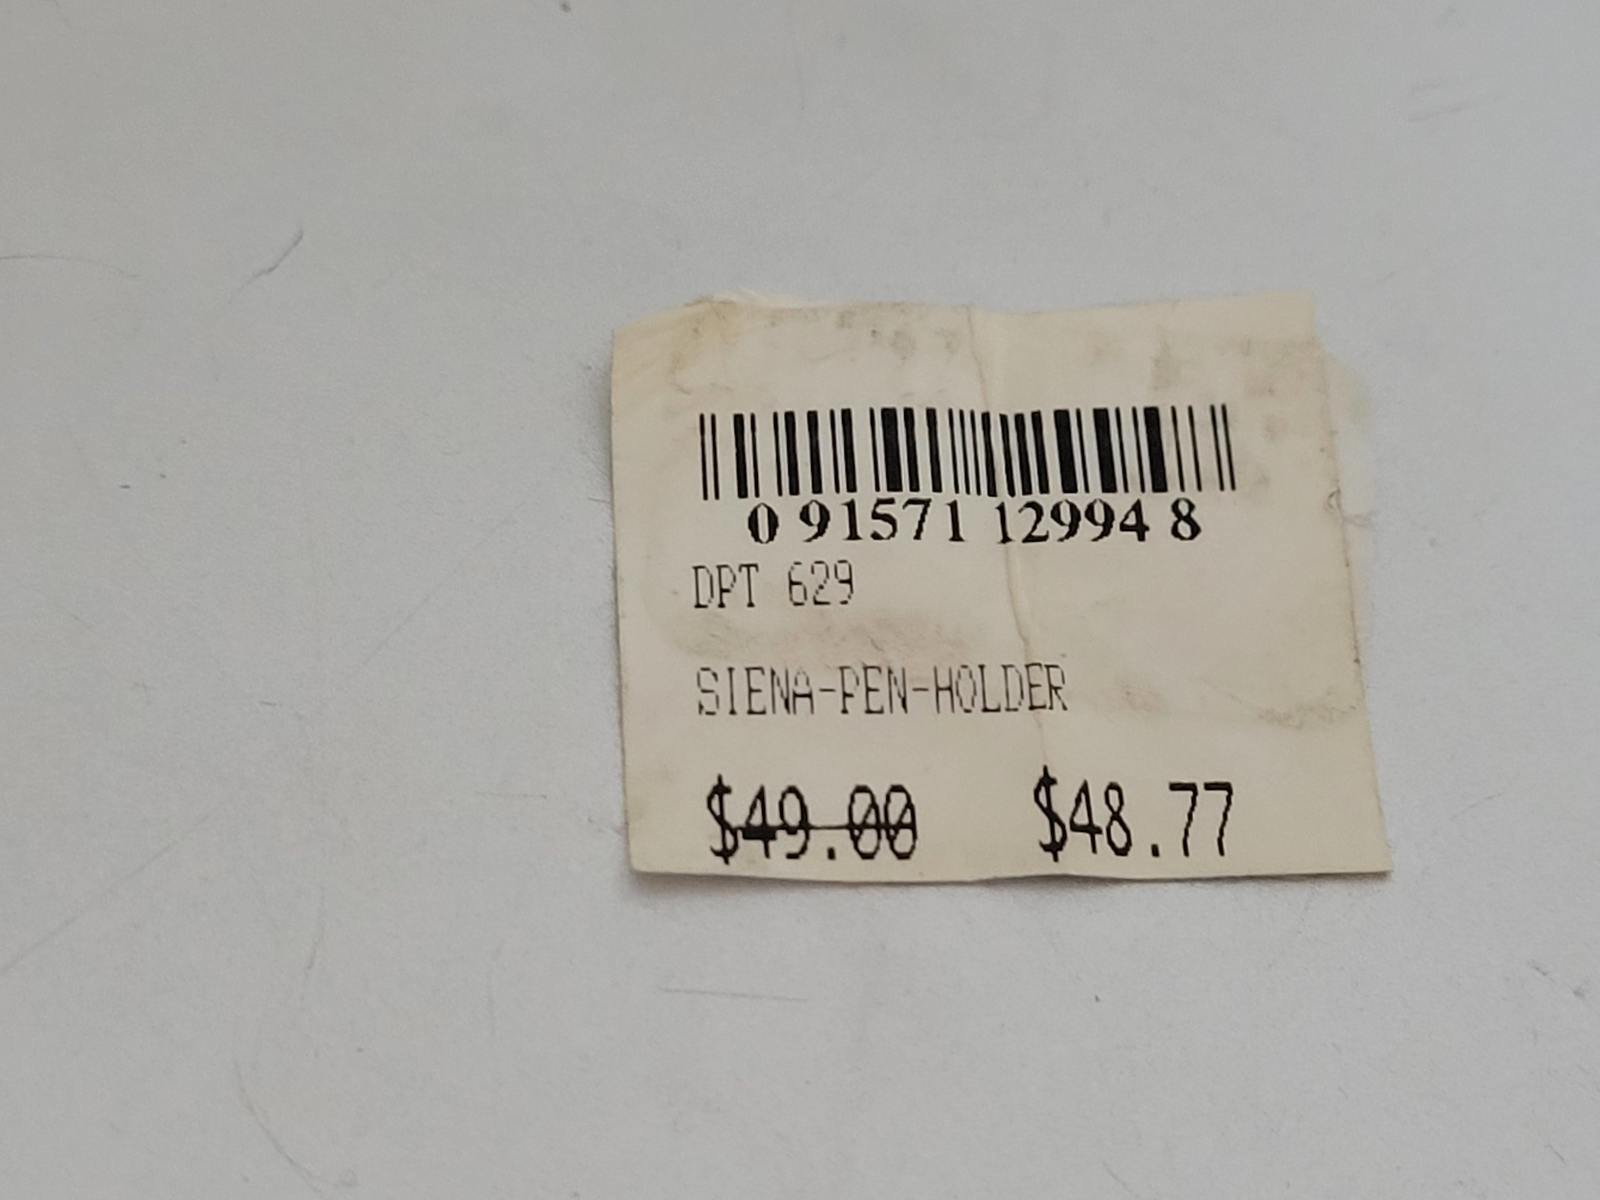 0 91571 12994 8
DPT 629
SIENA-PEN-HOLDER
$49.00 $48.77